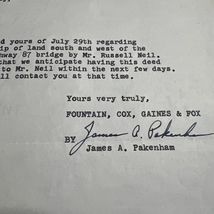 d yours of July 29th regarding
ip of land south and west of the
hway 87 bridge by Mr. Russell Neil.
that we anticipate having this deed
to Mr. Neil within the next few days.
ll contact you at that time.
Yours very truly,
FOUNTAIN, COX, GAINES & FOX
BY James A. Pakenham
James A. Pakenham